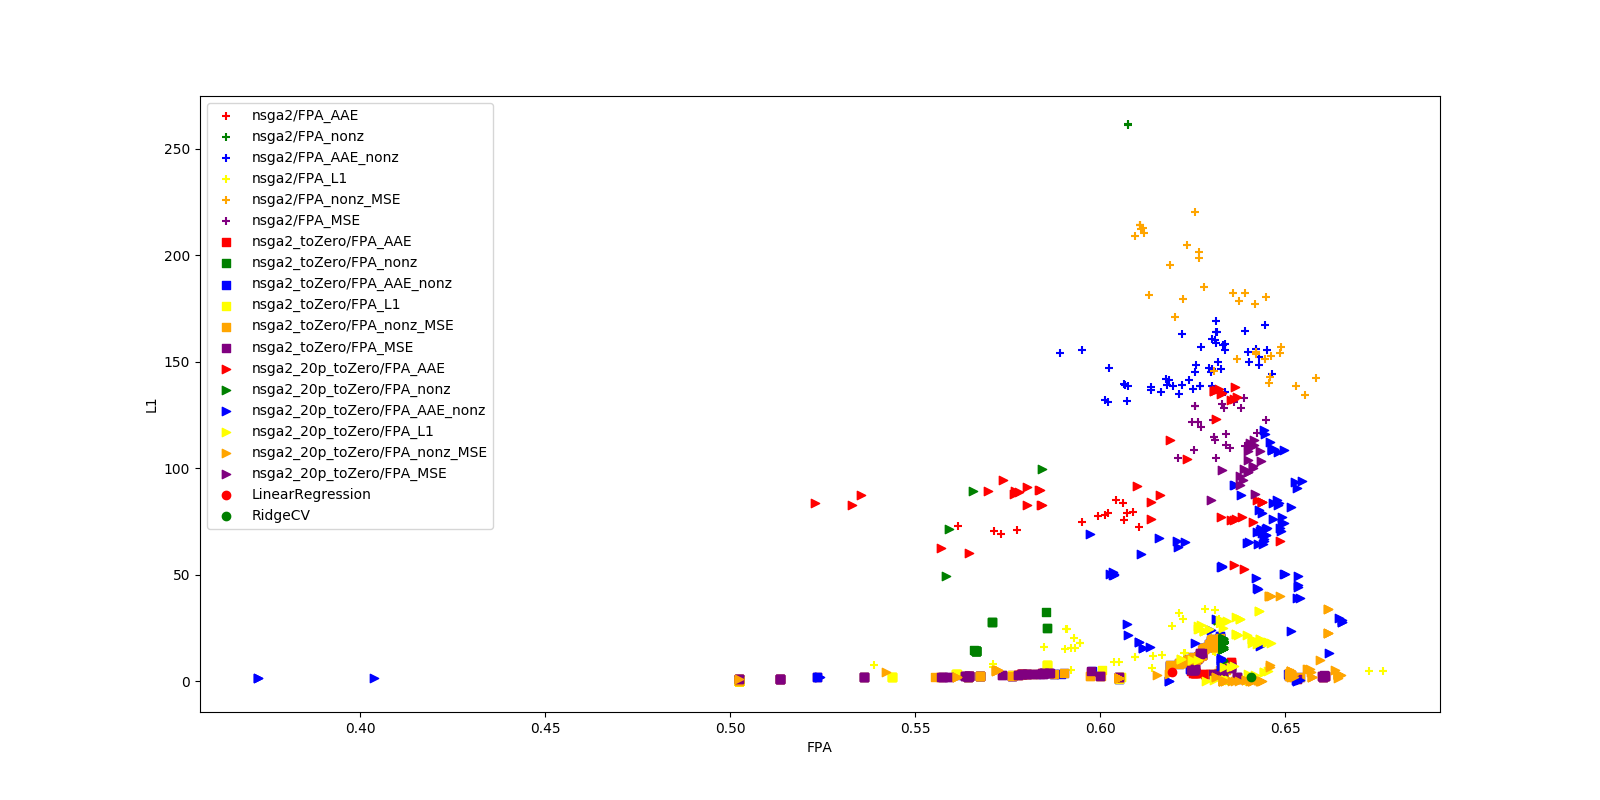 nsga2/FPA_AAE
nsga2/FPA_nonz
nsga2/FPA_AAE_nonz
nsga2/FPA_L1
nsga2/FPA_nonz_MSE
nsga2/FPA_MSE
nsga2_toZero/FPA_AAE
nsga2_toZero/FPA_nonz
nsga2_toZero/FPA_AAE_nonz
nsga2_toZero/FPA_L1
nsga2_toZero/FPA_nonz_MSE
nsga2_toZero/FPA_MSE
nsga2_20p_toZero/FPA_AAE
nsga2_20p_toZero/FPA_nonz
nsga2_20p_toZero/FPA_AAE_nonz
nsga2_20p_toZero/FPA_L1
nsga2_20p_toZero/FPA_nonz_MSE
nsga2_20p_toZero/FPA_MSE
LinearRegression
RidgeCV
L1
250
200
150
100
50
0
0.40 0.45 0.50 0.55 0.60 0.65
FPA